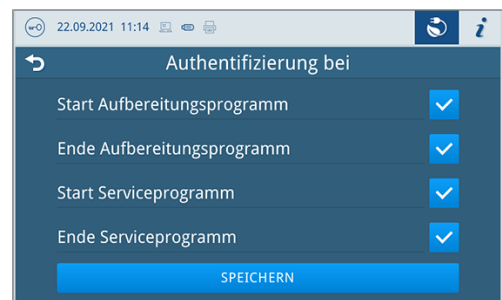 22.09.2021 11:14
i
Authentifizierung bei
Start Aufbereitungsprogramm
Ende Aufbereitungsprogramm
Start Serviceprogramm
Ende Serviceprogramm
SPEICHERN